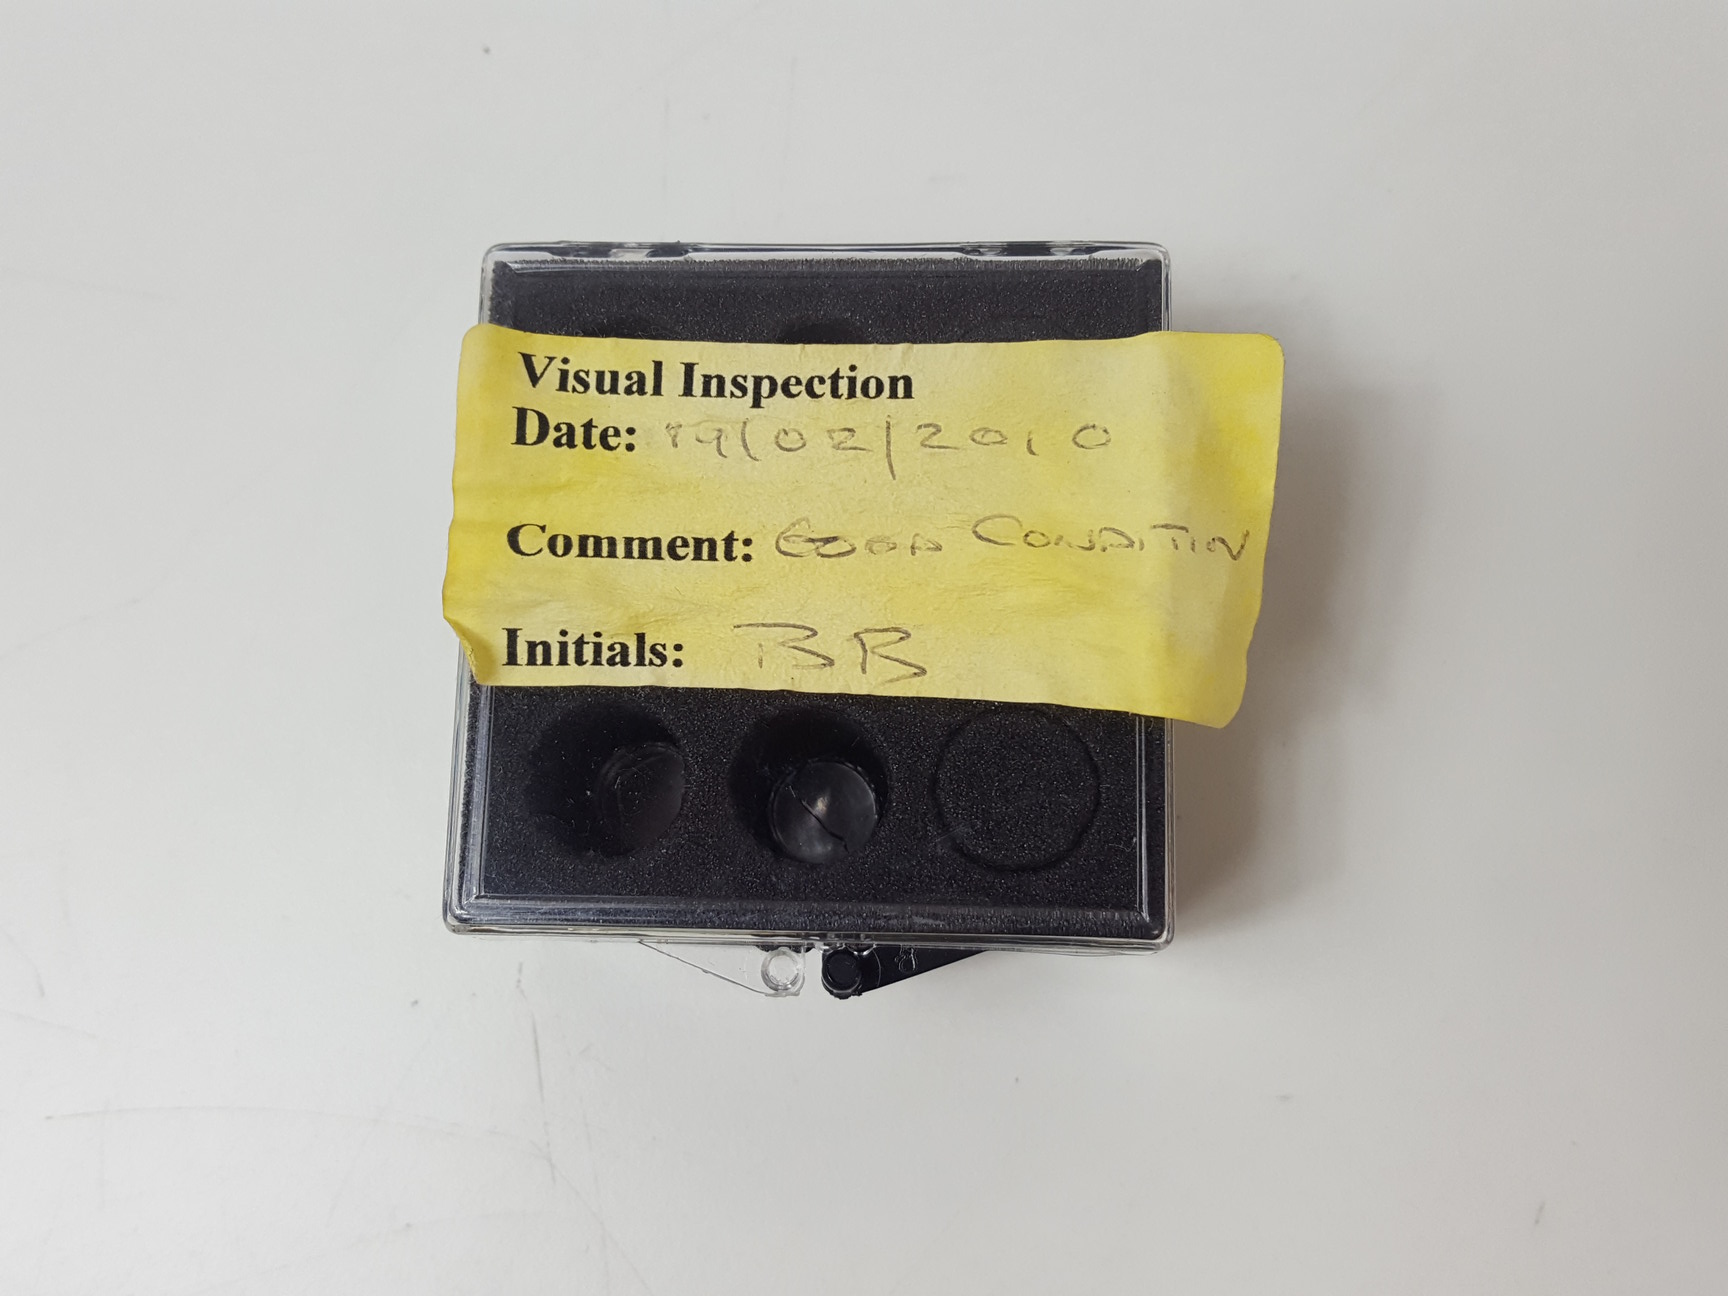 Visual Inspection
Date: 19/02/2010
Comment: GOOD CONDITION
Initials: BB